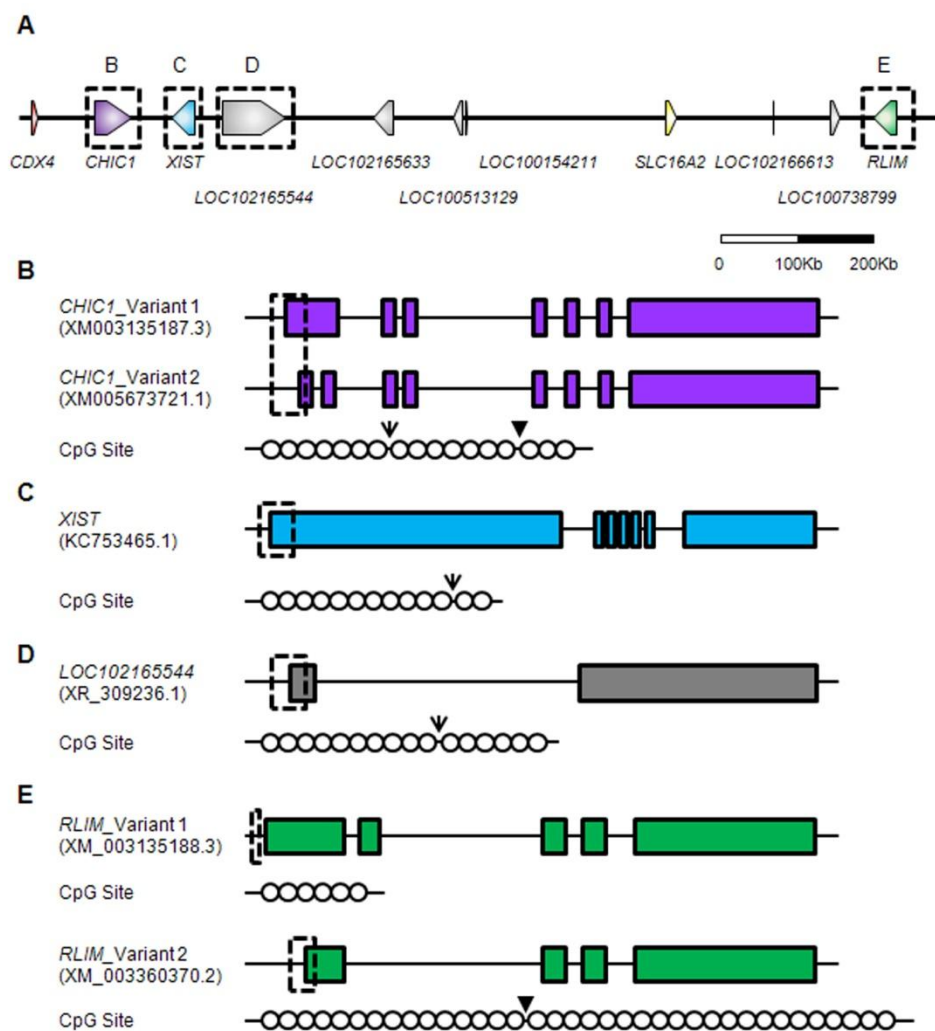 A
B C D E
CDX4 CHIC1 XIST LOC102165633 LOC100154211 SLC16A2 LOC102166613 RLIM
LOC102165544 LOC100513129 LOC100738799
0 100Kb 200Kb
B
CHIC1_Variant 1
(XM003135187.3)
CHIC1_Variant 2
(XM005673721.1)
CpG Site
C
XIST
(KC753465.1)
CpG Site
D
LOC102165544
(XR_309236.1)
CpG Site
E
RLIM_Variant 1
(XM_003135188.3)
CpG Site
RLIM_Variant 2
(XM_003360370.2)
CpG Site